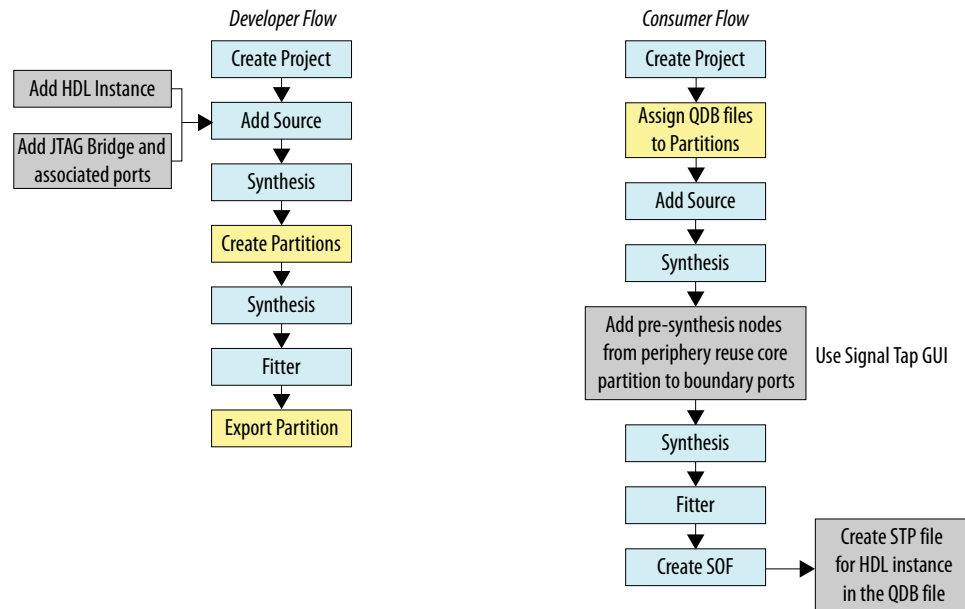 Developer Flow
Create Project
Add HDL Instance
Add JTAG Bridge and
associated ports
Add Source
Synthesis
Create Partitions
Synthesis
Fitter
Export Partition
Consumer Flow
Create Project
Assign QDB files
to Partitions
Add Source
Synthesis
Add pre-synthesis nodes
from periphery reuse core
partition to boundary ports
Use Signal Tap GUI
Synthesis
Fitter
Create SOF
Create STP file
for HDL instance
in the QDB file